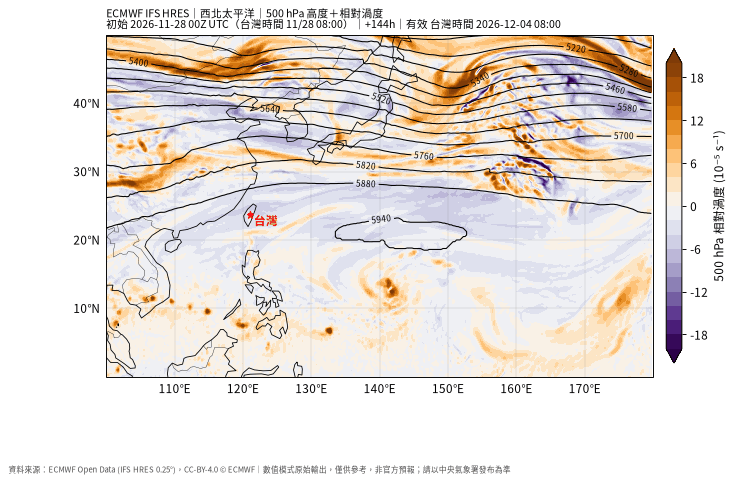 ECMWF IFS HRES｜西北太平洋｜500 hPa 高度＋相對渦度
初始 2026-11-28 00Z UTC（台灣時間 11/28 08:00）｜+144h｜有效 台灣時間 2026-12-04 08:00
5220
5400
5280
5340
5460
5520
5580
5640
5700
5760
5820
5880
5940
台灣
40°N
30°N
20°N
10°N
110°E 120°E 130°E 140°E 150°E 160°E 170°E
18
12
6
0
-6
-12
-18
500 hPa 相對渦度 (10⁻⁵ s⁻¹)
資料來源：ECMWF Open Data (IFS HRES 0.25°)，CC-BY-4.0 © ECMWF｜數值模式原始輸出，僅供參考，非官方預報；請以中央氣象署發布為準